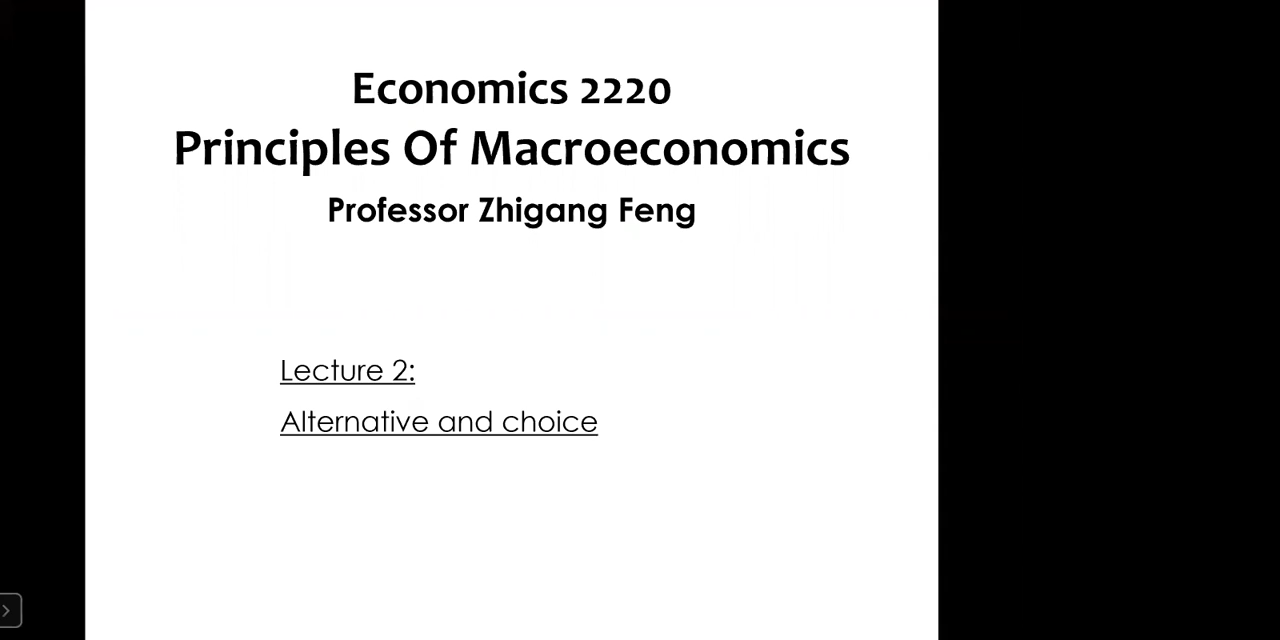 Economics 2220
Principles Of Macroeconomics
Professor Zhigang Feng
Lecture 2:
Alternative and choice